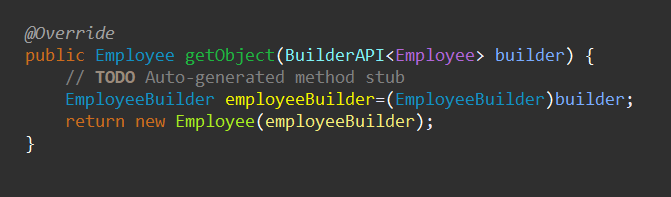 @Override
public Employee getObject(BuilderAPI<Employee> builder) {
    // TODO Auto-generated method stub
    EmployeeBuilder employeeBuilder=(EmployeeBuilder)builder;
    return new Employee(employeeBuilder);
}